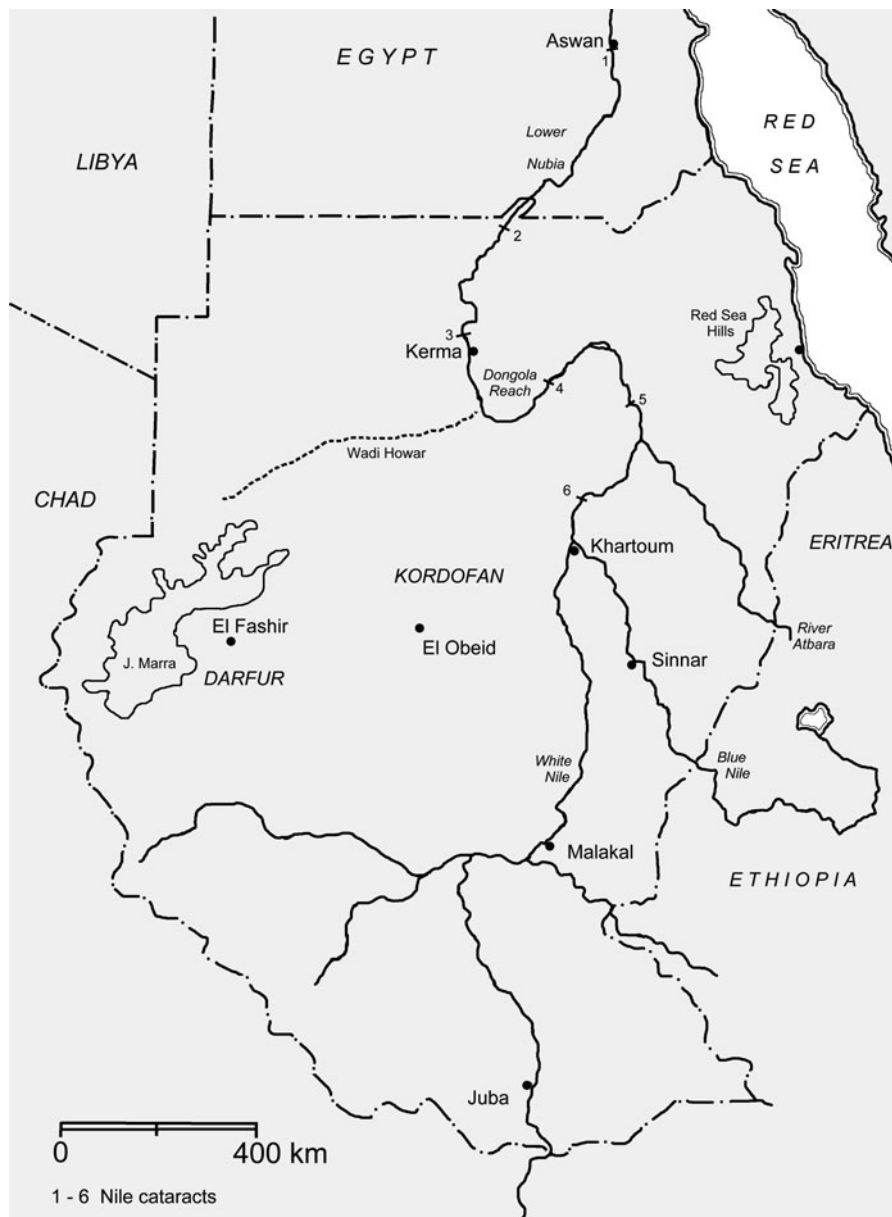 Aswan
1
EGYPT
RED
SEA
Lower
Nubia
LIBYA
2
Red Sea
Hills
3
Kerma
Dongola
Reach
4
5
Wadi Howar
CHAD
6
Khartoum
ERITREA
KORDOFAN
El Fashir
El Obeid
River
Atbara
J. Marra
DARFUR
Sinnar
White
Nile
Blue
Nile
Malakal
ETHIOPIA
Juba
0 400 km
1 - 6 Nile cataracts